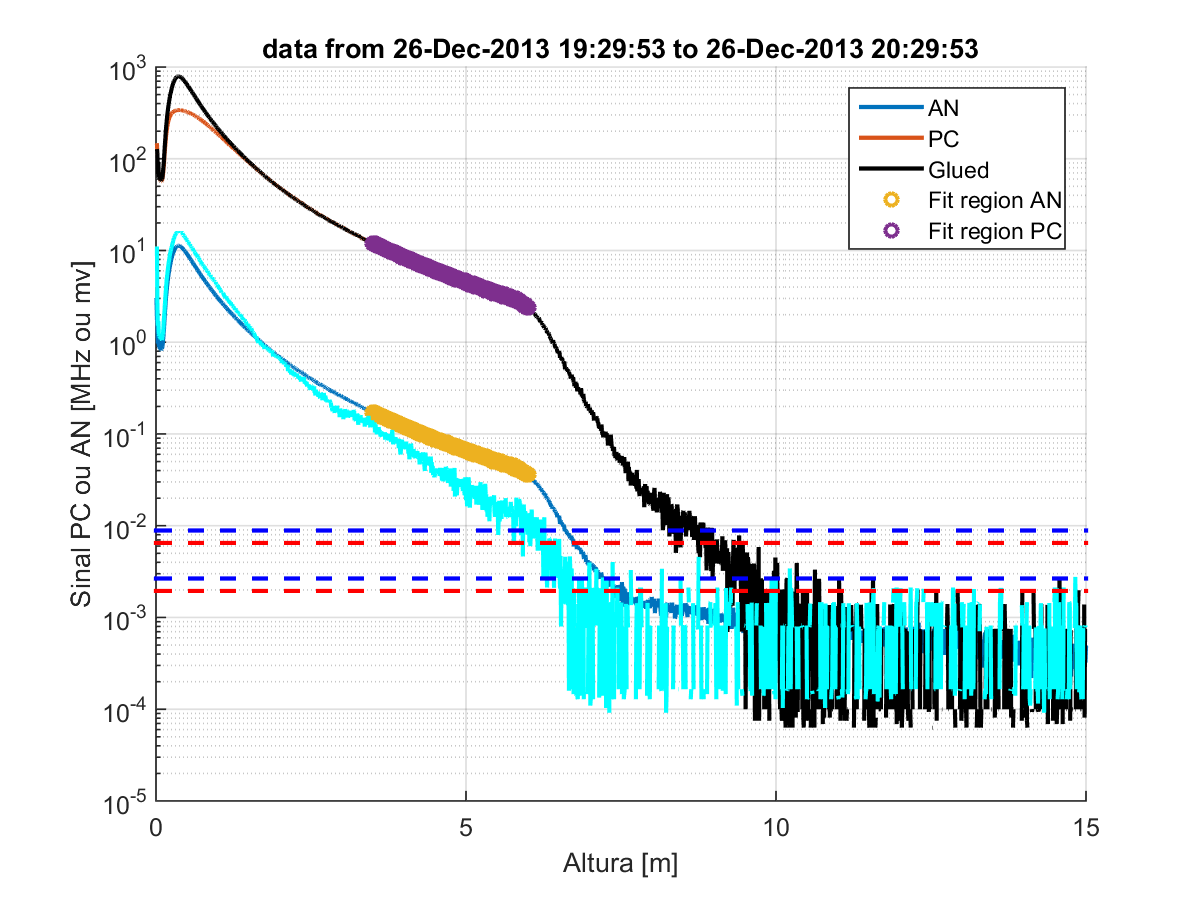 data from 26-Dec-2013 19:29:53 to 26-Dec-2013 20:29:53
Sinal PC ou AN [MHz ou mv]
10^3
10^2
10^1
10^0
10^-1
10^-2
10^-3
10^-4
10^-5
AN
PC
Glued
Fit region AN
Fit region PC
0 5 10 15
Altura [m]